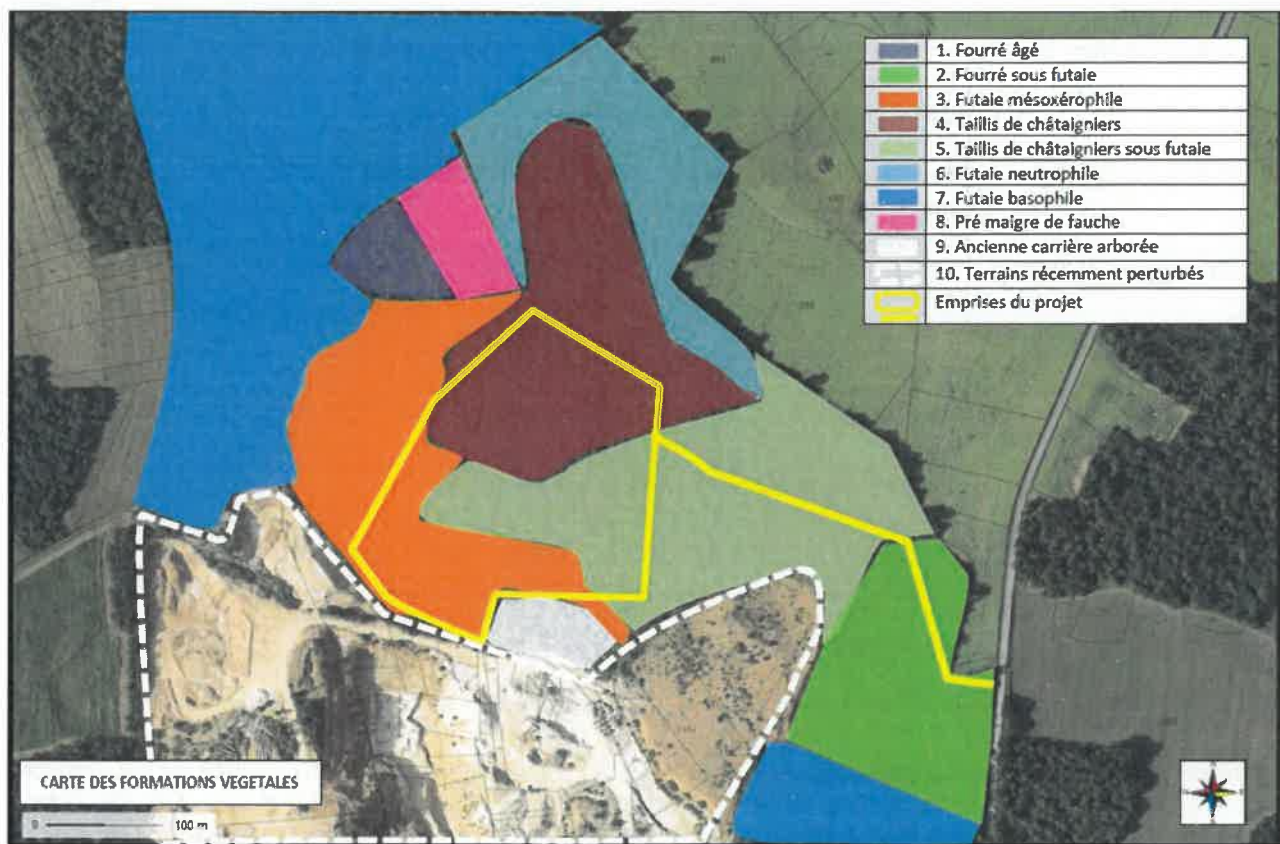 1. Fourré âgé
2. Fourré sous futaie
3. Futaie mésoxérophile
4. Taillis de châtaigniers
5. Taillis de châtaigniers sous futaie
6. Futaie neutrophile
7. Futaie basophile
8. Pré maigre de fauche
9. Ancienne carrière arborée
10. Terrains récemment perturbés
Emprises du projet
CARTE DES FORMATIONS VEGETALES
0 100 m